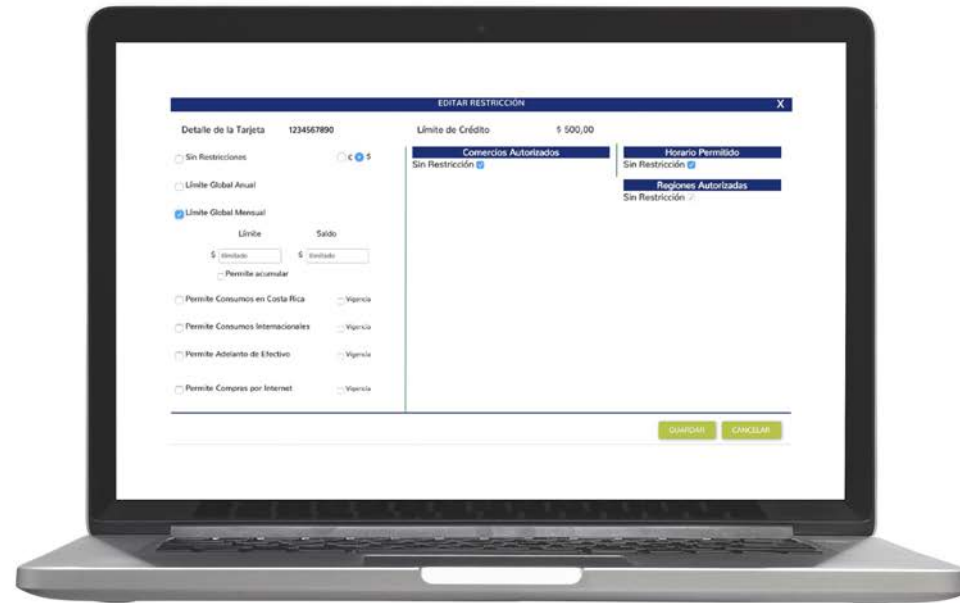 EDITAR RESTRICCIÓN X
Detalle de la Tarjeta 1234567890 Límite de Crédito $ 500,00
Sin Restricciones ₡ $
Límite Global Anual
Límite Global Mensual
Límite Saldo
$ Ilimitado $ Ilimitado
Permite acumular
Permite Consumos en Costa Rica Vigencia
Permite Consumos Internacionales Vigencia
Permite Adelanto de Efectivo Vigencia
Permite Compras por Internet Vigencia
Comercios Autorizados
Sin Restricción
Horario Permitido
Sin Restricción
Regiones Autorizadas
Sin Restricción
GUARDAR CANCELAR